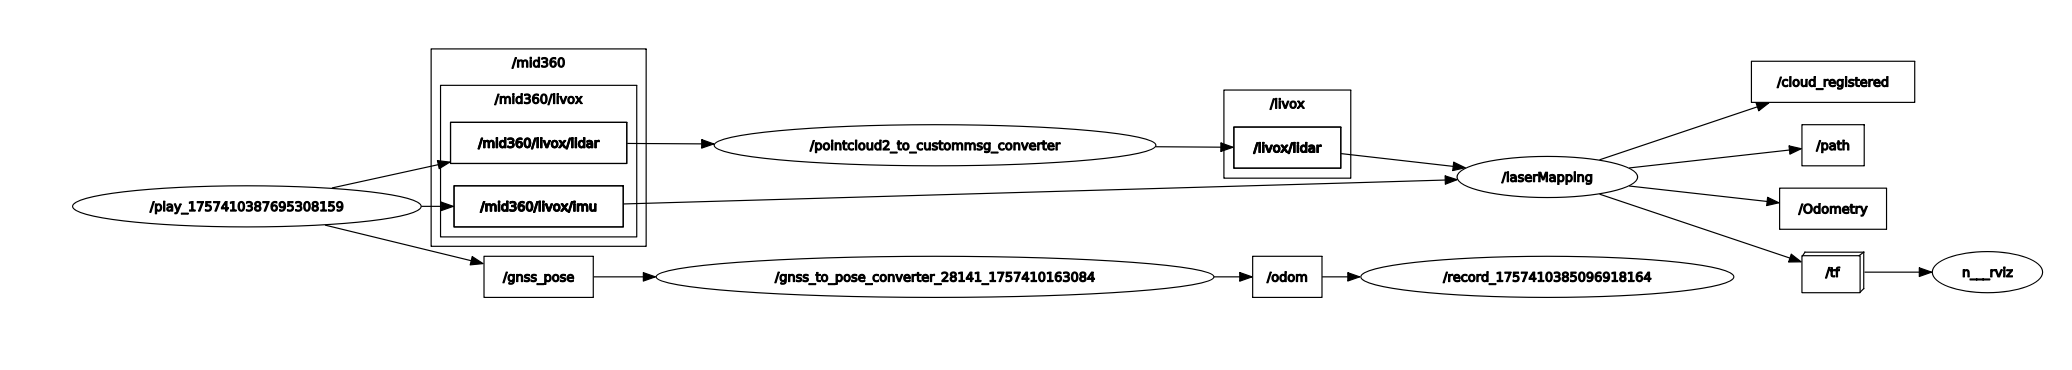 /mid360
/mid360/livox
/mid360/livox/lidar
/mid360/livox/imu
/play_1757410387695308159
/gnss_pose
/pointcloud2_to_custommsg_converter
/gnss_to_pose_converter_28141_1757410163084
/livox
/livox/lidar
/odom
/laserMapping
/record_1757410385096918164
/cloud_registered
/path
/Odometry
/tf
n___rviz